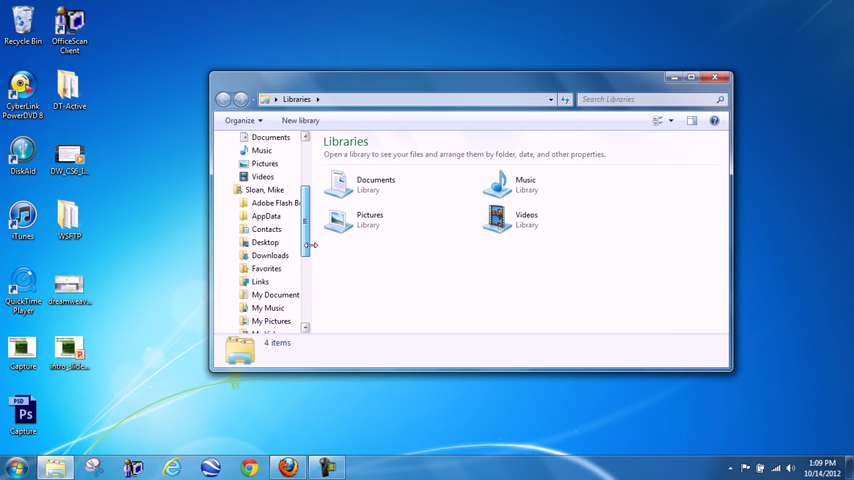 Recycle Bin
OfficeScan
Client
CyberLink
PowerDVD 8
DT-Active
DiskAid
DW_CS6_I...
iTunes
WSFTP
QuickTime
Player
dreamweav...
Capture
intro_slide...
PSD
Ps
Capture
Libraries
Search Libraries
Organize
New library
Documents
Music
Pictures
Videos
Sloan, Mike
Adobe Flash B
AppData
Contacts
Desktop
Downloads
Favorites
Links
My Document
My Music
My Pictures
Libraries
Open a library to see your files and arrange them by folder, date, and other properties.
Documents
Library
Music
Library
Pictures
Library
Videos
Library
4 items
1:09 PM
10/14/2012